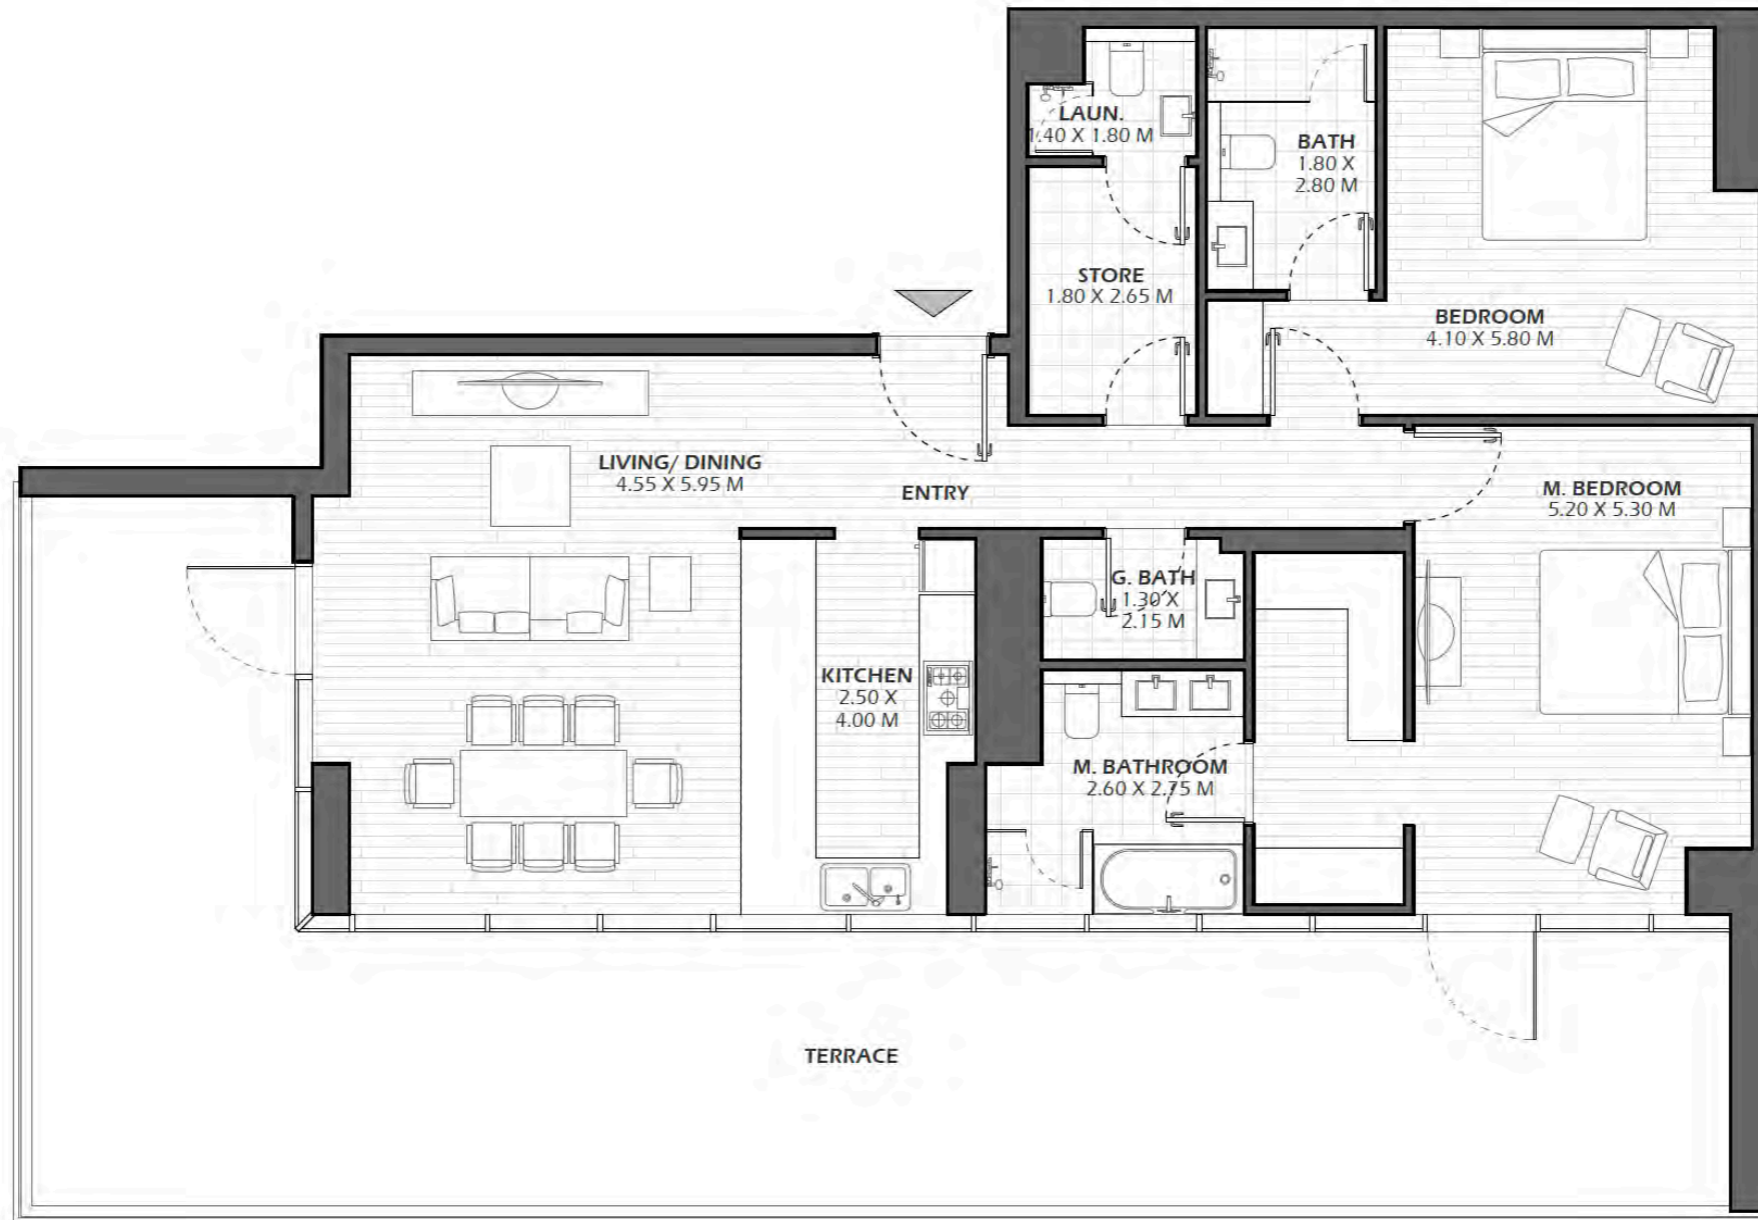 LAUN.
1.40 X 1.80 M
BATH
1.80 X
2.80 M
STORE
1.80 X 2.65 M
BEDROOM
4.10 X 5.80 M
LIVING/ DINING
4.55 X 5.95 M
ENTRY
M. BEDROOM
5.20 X 5.30 M
G. BATH
1.30 X
2.15 M
KITCHEN
2.50 X
4.00 M
M. BATHROOM
2.60 X 2.75 M
TERRACE